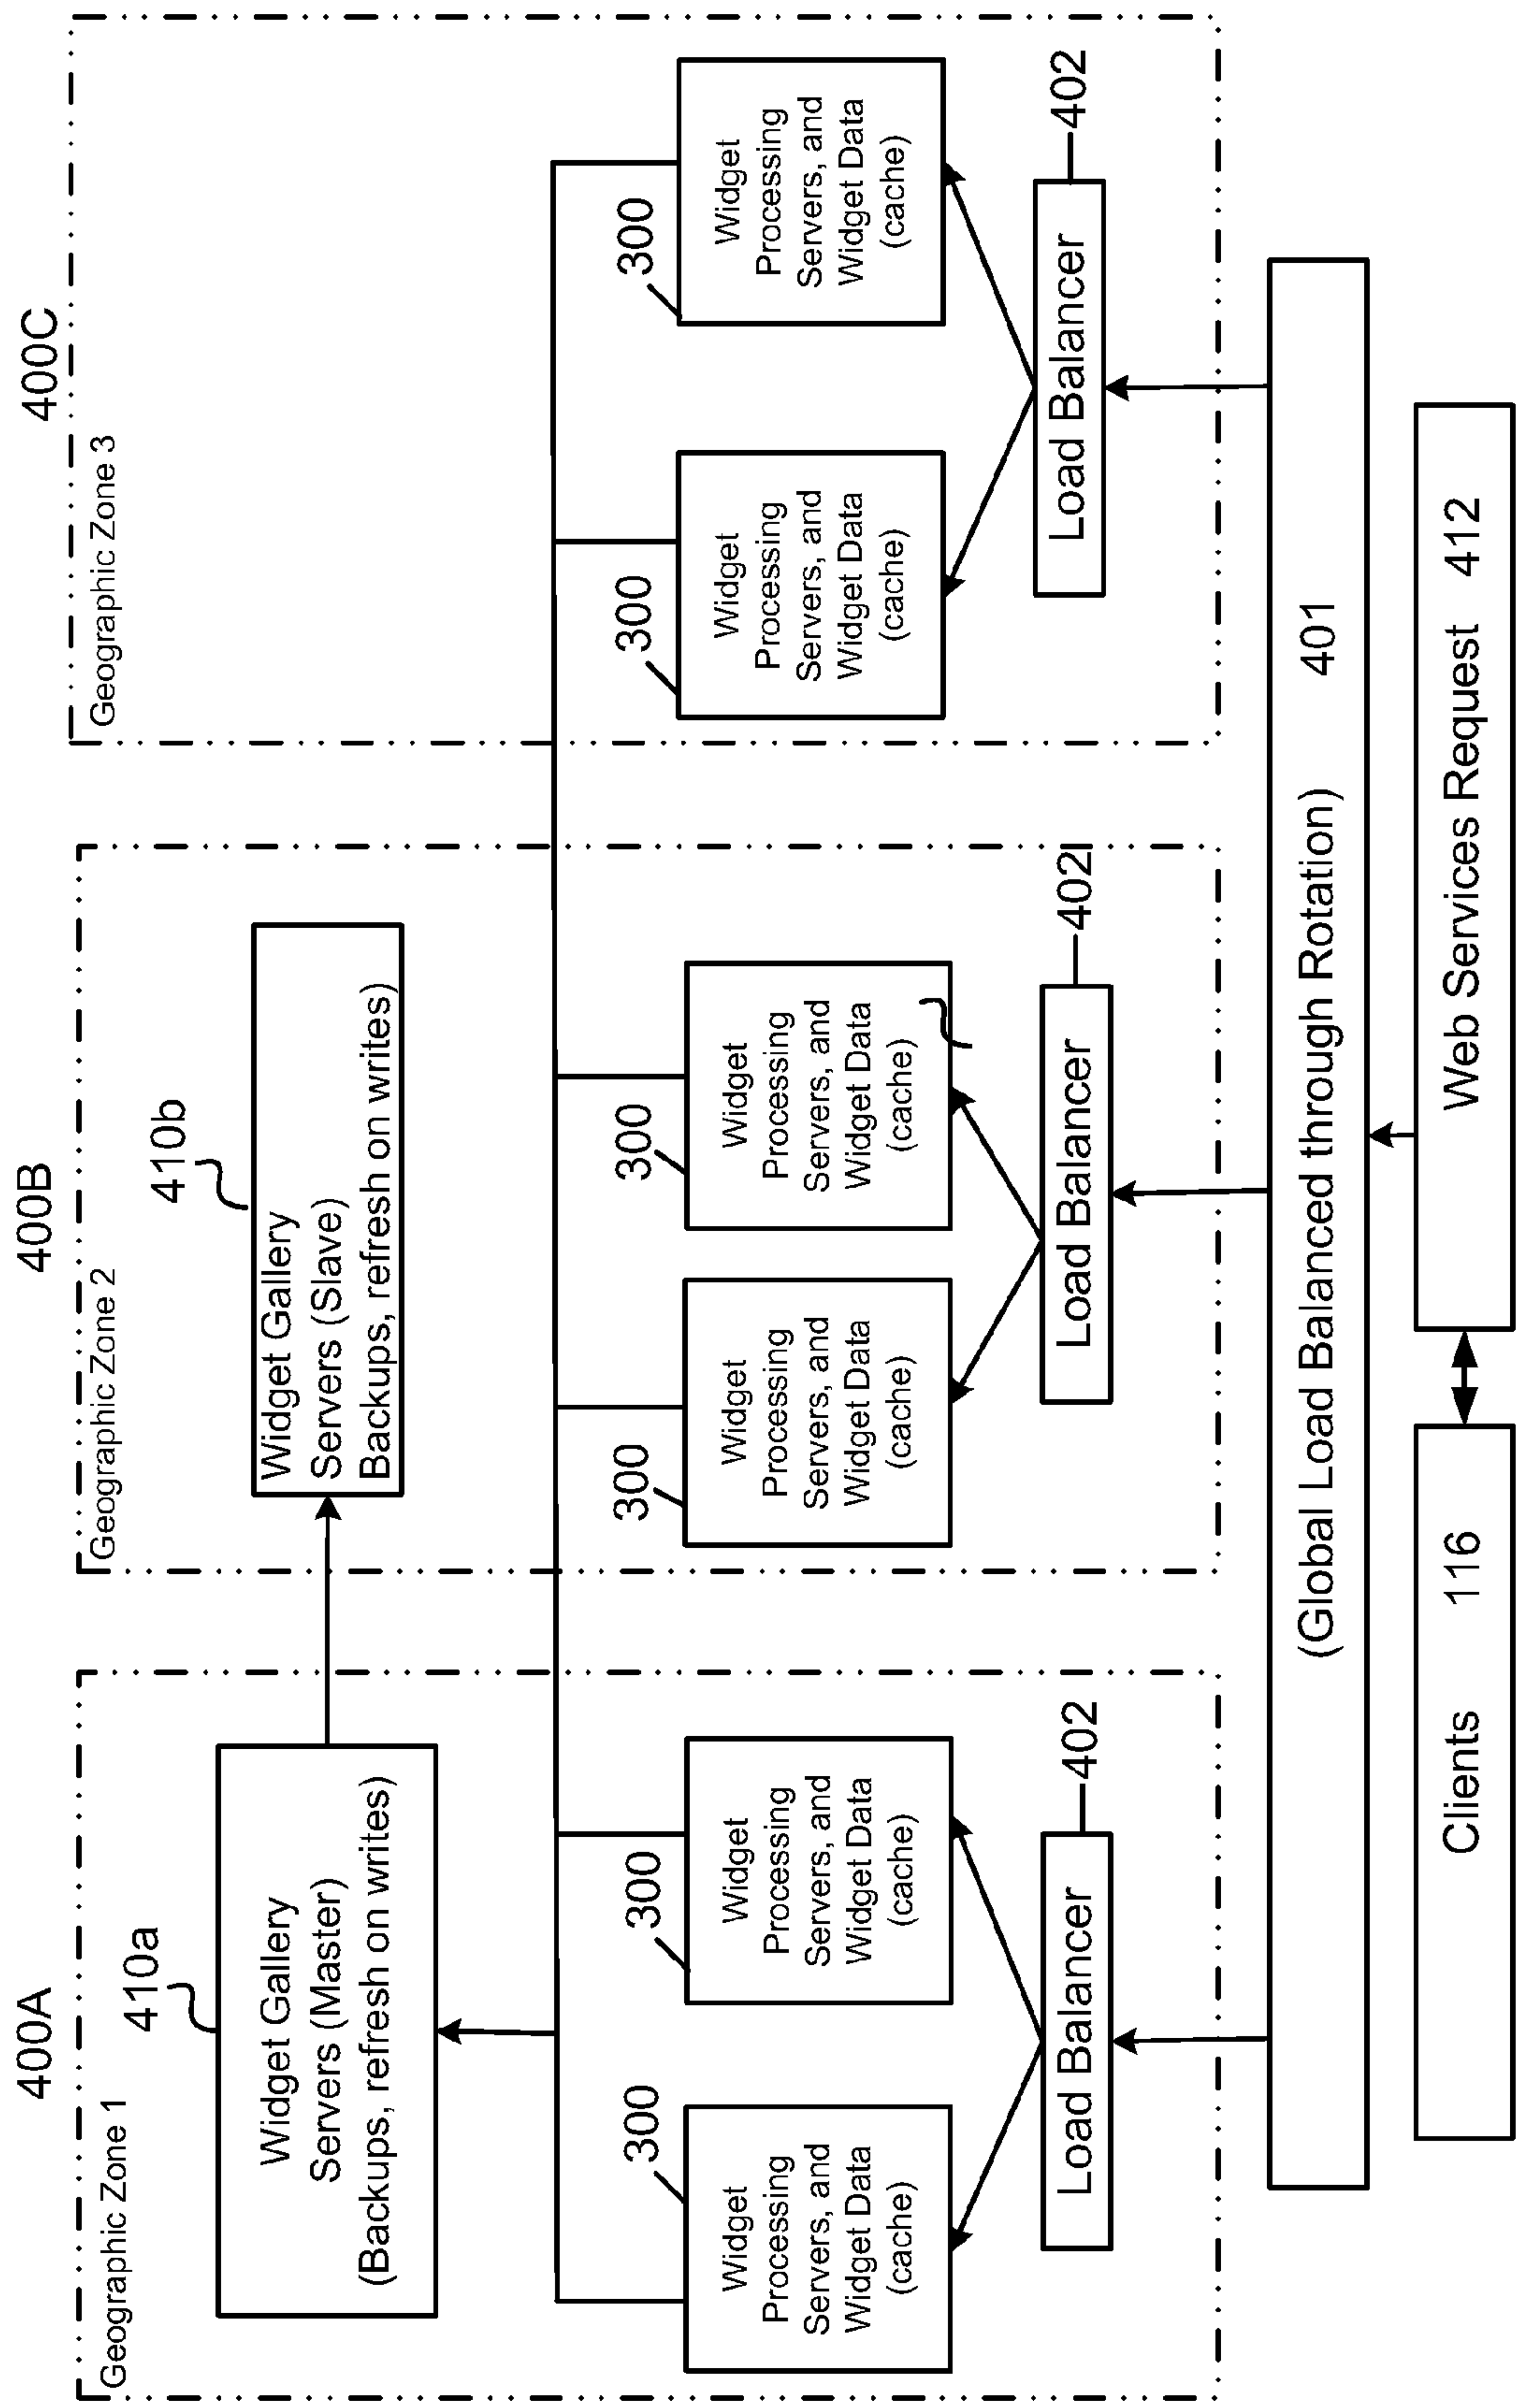 400A
400B
400C
Geographic Zone 1
Geographic Zone 2
Geographic Zone 3
410a
410b
Widget Gallery
Servers (Master)
(Backups, refresh on writes)
Widget Gallery
Servers (Slave)
Backups, refresh on writes)
300
300
300
300
300
300
Widget
Processing
Servers, and
Widget Data
(cache)
Widget
Processing
Servers, and
Widget Data
(cache)
Widget
Processing
Servers, and
Widget Data
(cache)
Widget
Processing
Servers, and
Widget Data
(cache)
Widget
Processing
Servers, and
Widget Data
(cache)
Widget
Processing
Servers, and
Widget Data
(cache)
402
402
402
Load Balancer
Load Balancer
Load Balancer
(Global Load Balanced through Rotation) 401
Clients 116
Web Services Request 412